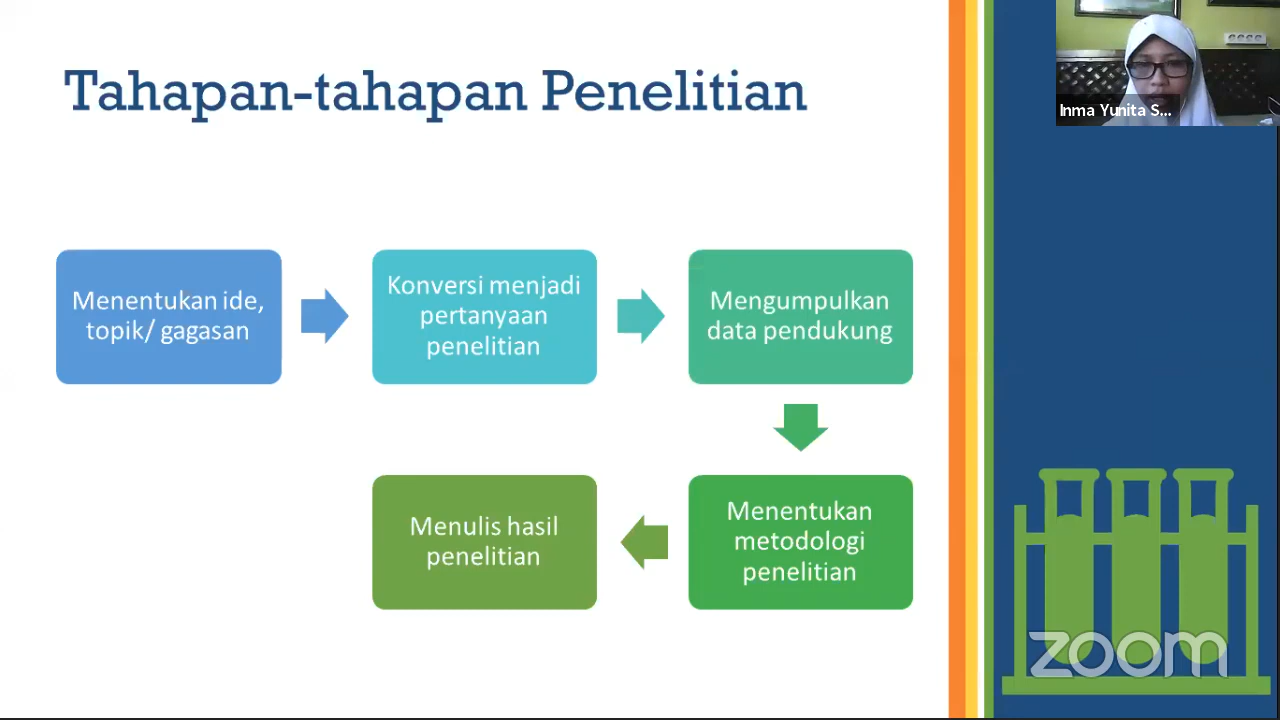 Tahapan-tahapan Penelitian
Inma Yunita S...
Menentukan ide,
topik/ gagasan
Konversi menjadi
pertanyaan
penelitian
Mengumpulkan
data pendukung
Menentukan
metodologi
penelitian
Menulis hasil
penelitian
zoom